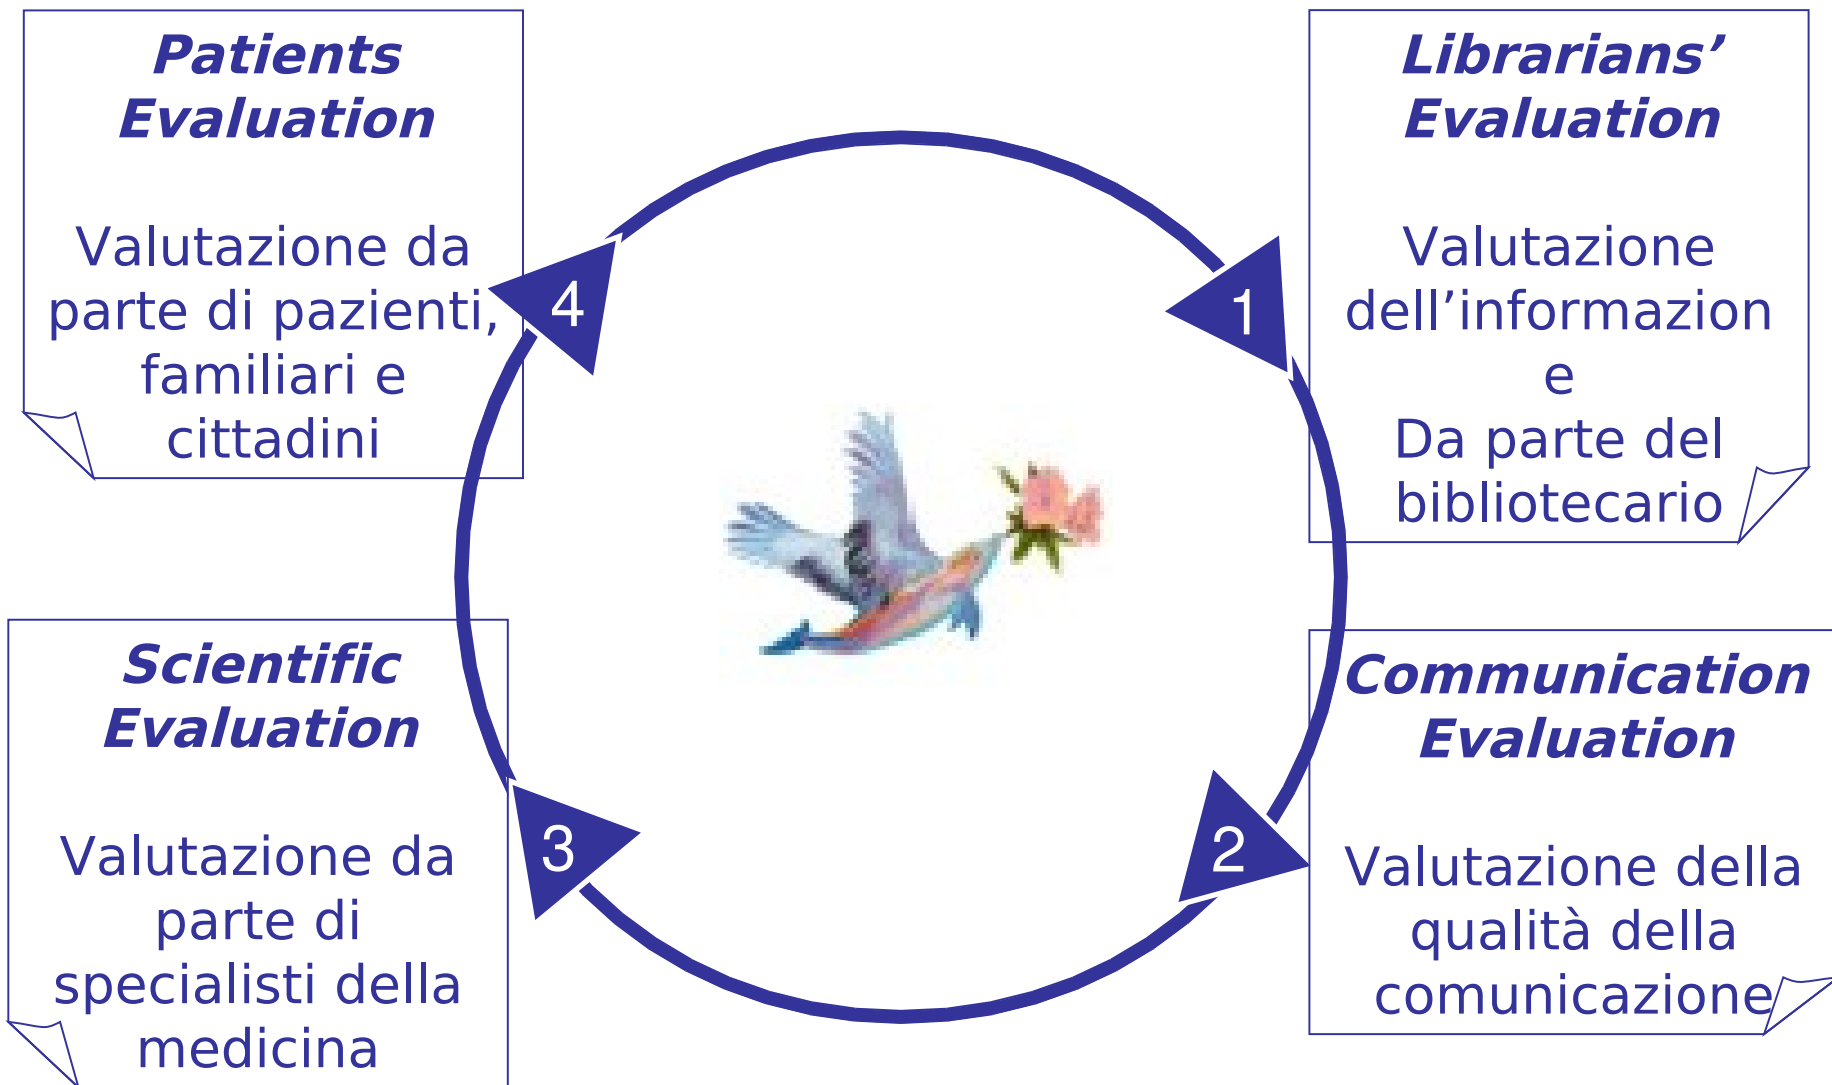 Patients
Evaluation
Valutazione da
parte di pazienti,
familiari e
cittadini
4
Librarians’
Evaluation
Valutazione
dell’informazion
e
Da parte del
bibliotecario
1
Scientific
Evaluation
Valutazione da
parte di
specialisti della
medicina
3
Communication
Evaluation
Valutazione della
qualità della
comunicazione
2